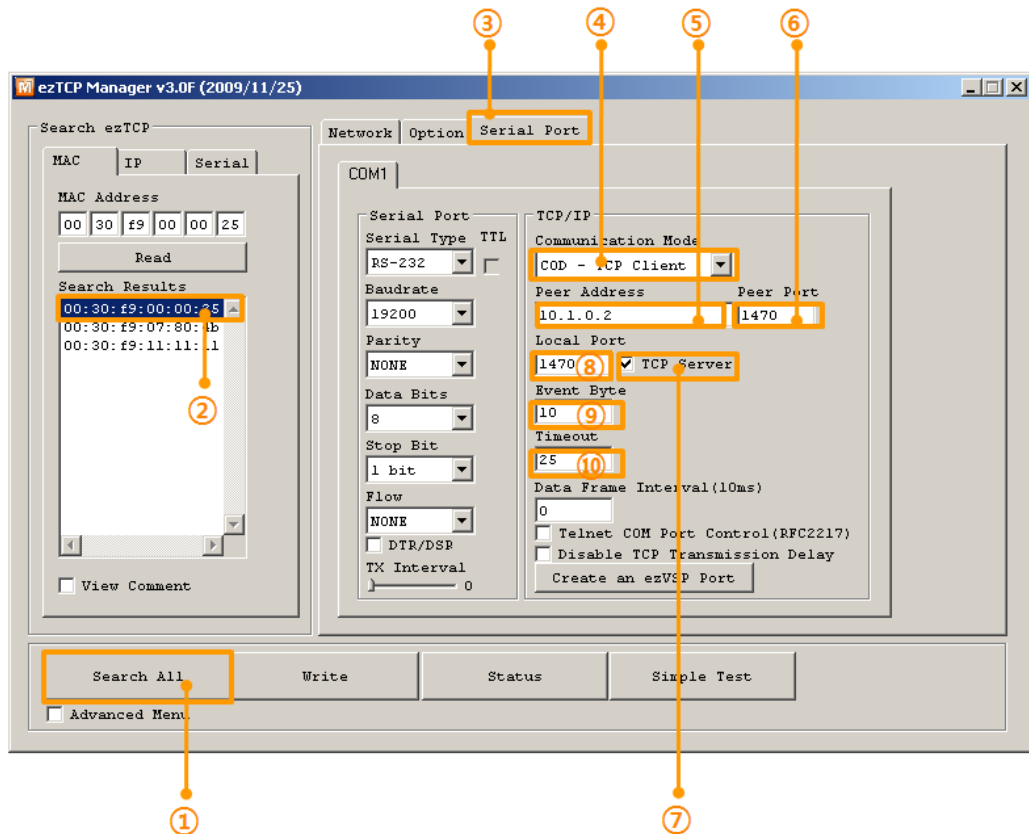 ③ ④ ⑤ ⑥
ezTCP Manager v3.0F (2009/11/25)
Search ezTCP
MAC IP Serial
MAC Address
00 30 f9 00 00 25
Read
Search Results
00:30:f9:00:00:25
00:30:f9:07:80:4b
00:30:f9:11:11:11
②
View Comment
Network Option Serial Port
COM1
Serial Port
Serial Type TTL
RS-232
Baudrate
19200
Parity
NONE
Data Bits
8
Stop Bit
1 bit
Flow
NONE
DTR/DSR
TX Interval
0
TCP/IP
Communication Mode
COD - TCP Client
Peer Address Peer Port
10.1.0.2 1470
Local Port
1470 ⑧ TCP Server
Event Byte
10 ⑨
Timeout
25 ⑩
Data Frame Interval(10ms)
0
Telnet COM Port Control(RFC2217)
Disable TCP Transmission Delay
Create an ezVSP Port
Search All Write Status Simple Test
Advanced Menu
① ⑦